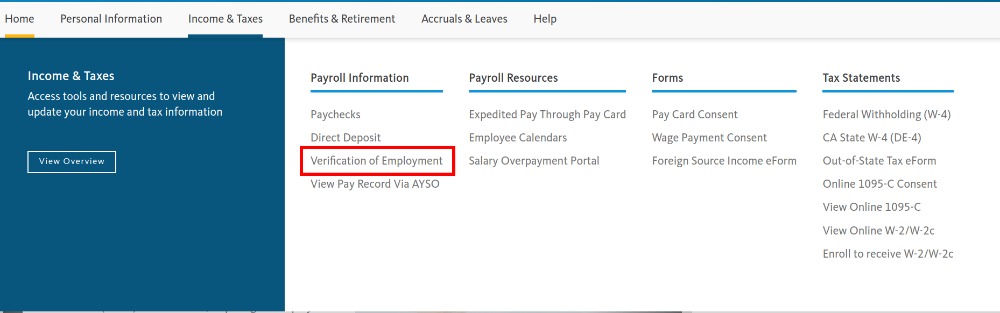 Home Personal Information Income & Taxes Benefits & Retirement Accruals & Leaves Help
Income & Taxes
Access tools and resources to view and
update your income and tax information
View Overview
Payroll Information
Paychecks
Direct Deposit
Verification of Employment
View Pay Record Via AYSO
Payroll Resources
Expedited Pay Through Pay Card
Employee Calendars
Salary Overpayment Portal
Forms
Pay Card Consent
Wage Payment Consent
Foreign Source Income eForm
Tax Statements
Federal Withholding (W-4)
CA State W-4 (DE-4)
Out-of-State Tax eForm
Online 1095-C Consent
View Online 1095-C
View Online W-2/W-2c
Enroll to receive W-2/W-2c